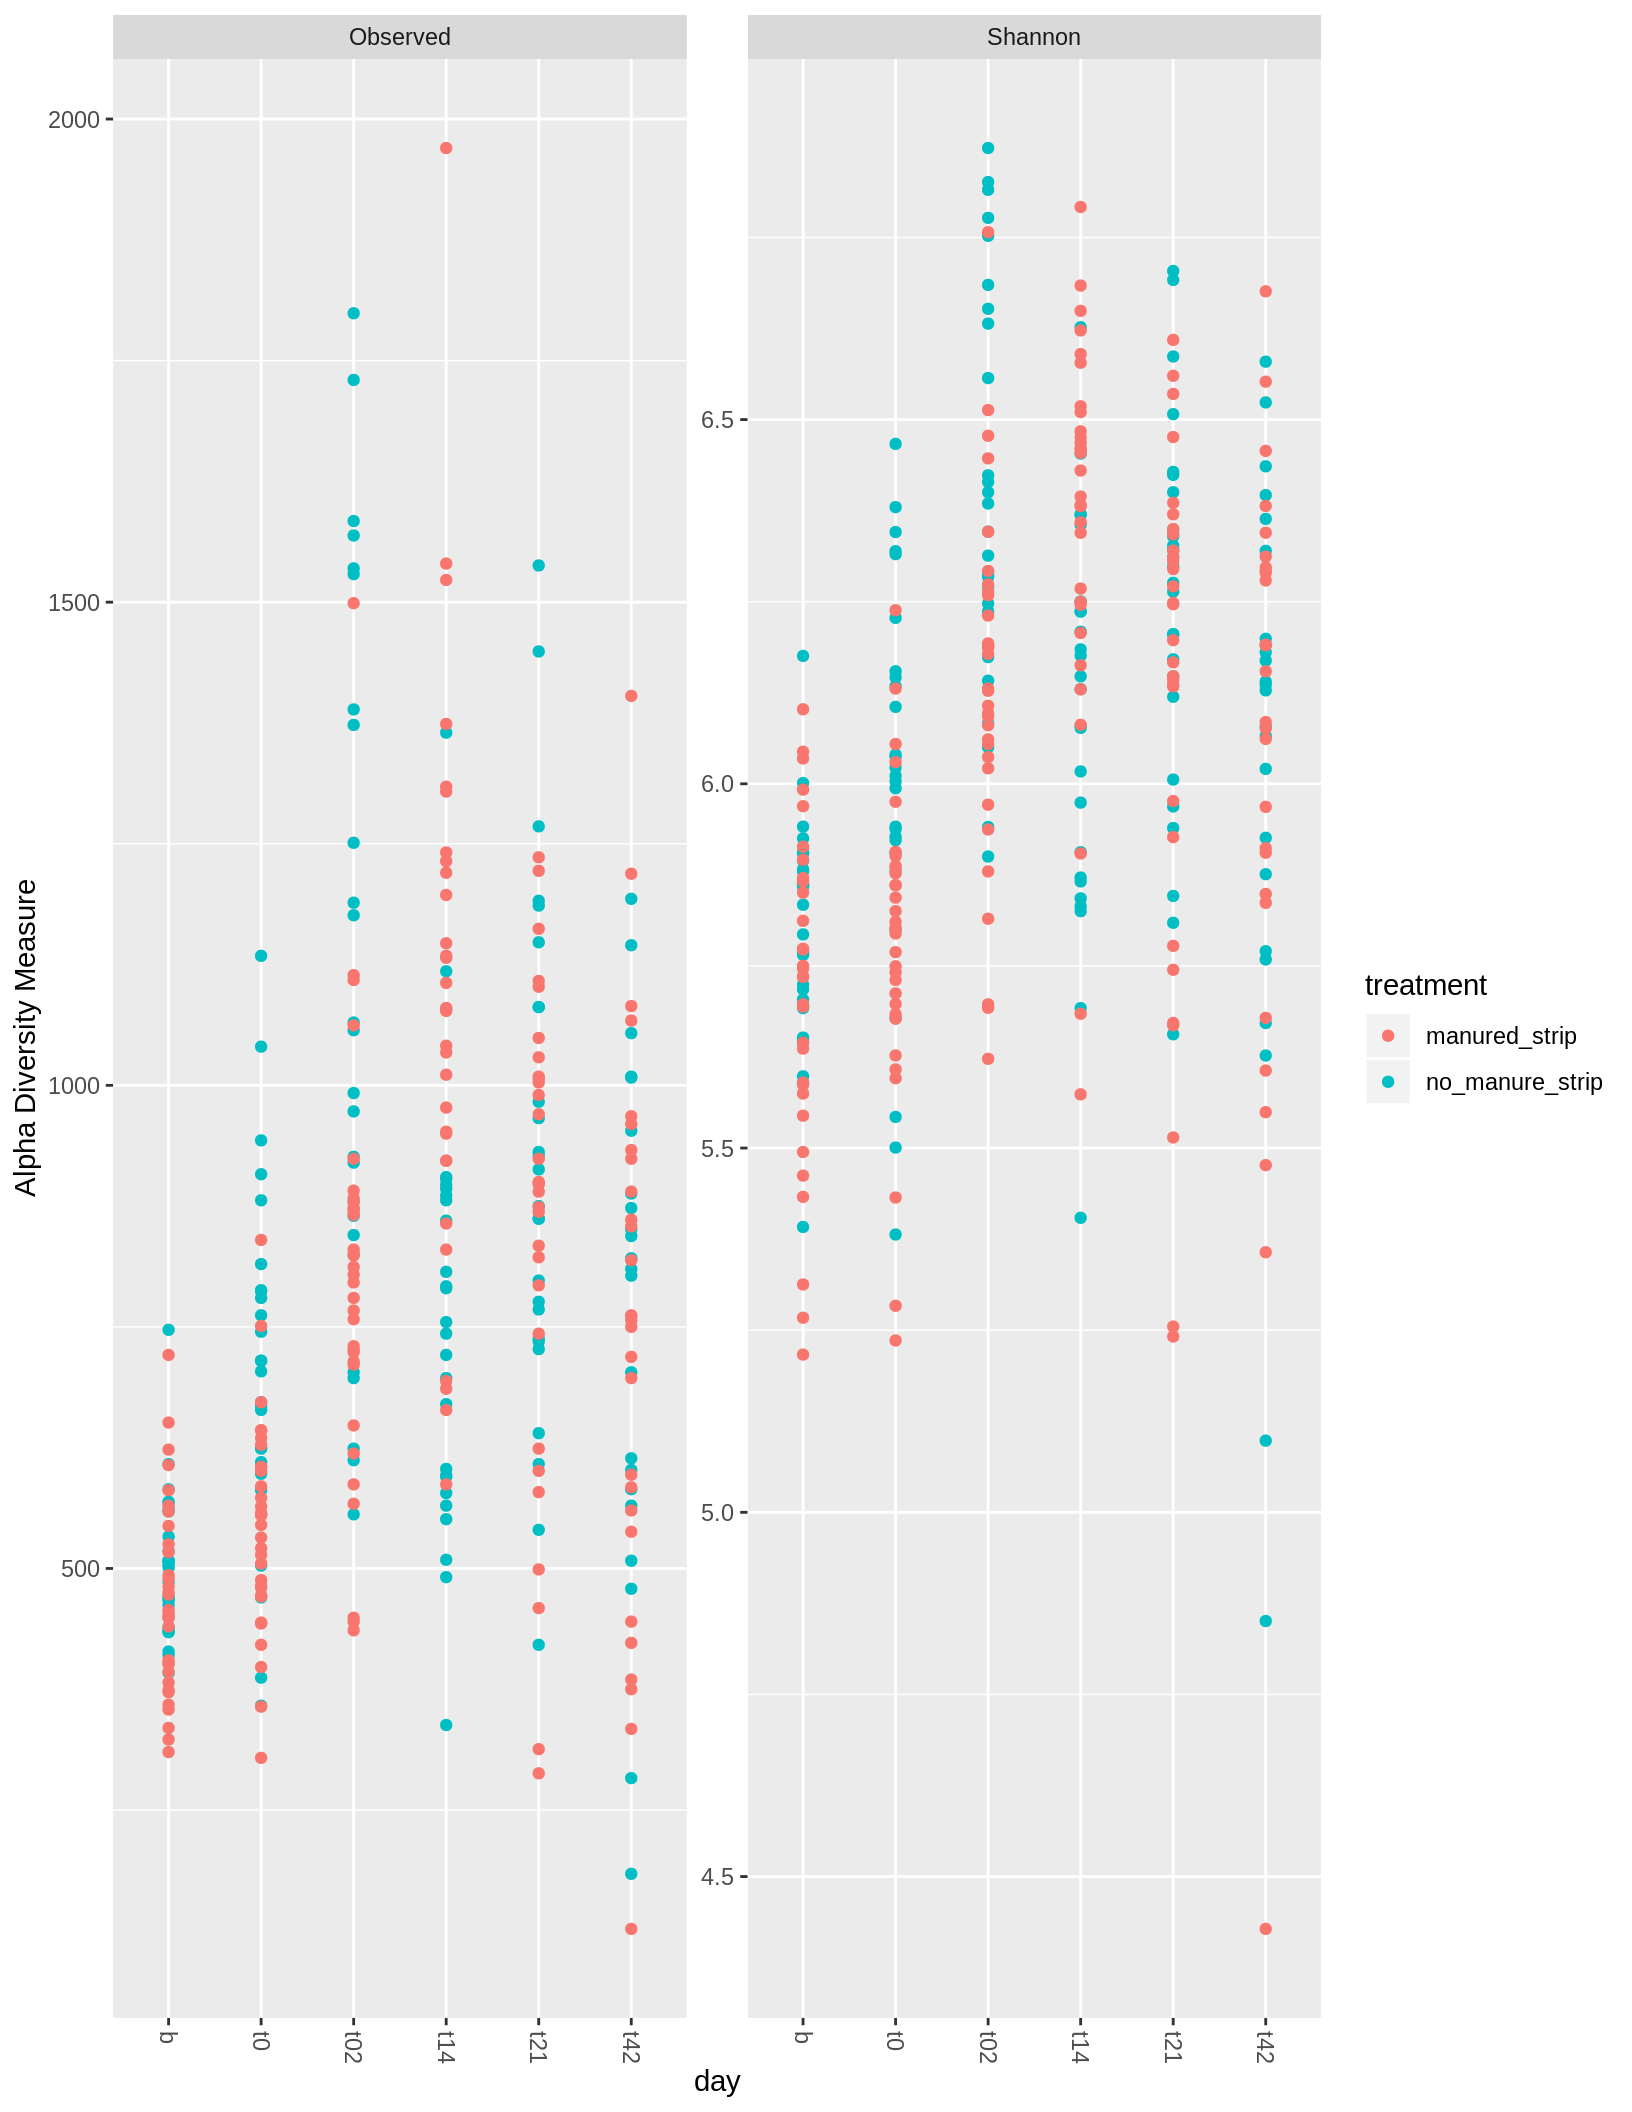 Observed
Shannon
Alpha Diversity Measure
2000
1500
1000
500
6.5
6.0
5.5
5.0
4.5
b
t0
t02
t14
t21
t42
b
t0
t02
t14
t21
t42
day
treatment
manured_strip
no_manure_strip